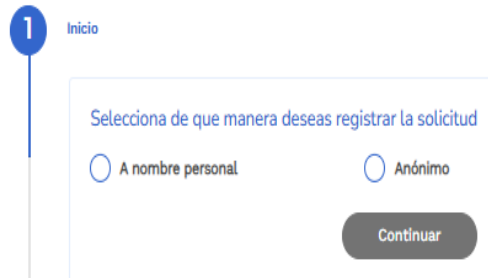 1
Inicio
Selecciona de que manera deseas registrar la solicitud
A nombre personal
Anónimo
Continuar